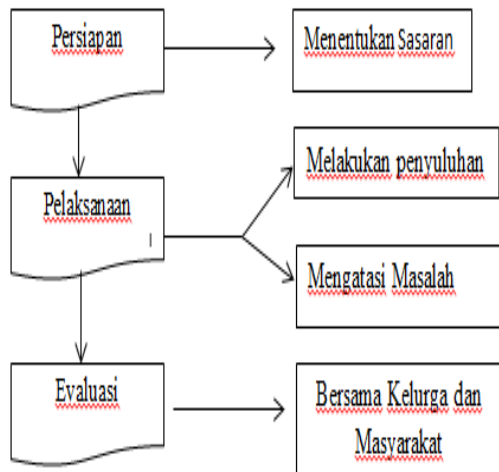 Persiapan
Menentukan Sasaran
Melakukan penyuluhan
Pelaksanaan
Mengatasi Masalah
Evaluasi
Bersama Kelurga dan
Masyarakat